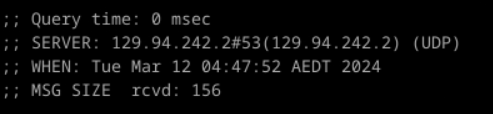 ;; Query time: 0 msec
;; SERVER: 129.94.242.2#53(129.94.242.2) (UDP)
;; WHEN: Tue Mar 12 04:47:52 AEDT 2024
;; MSG SIZE  rcvd: 156